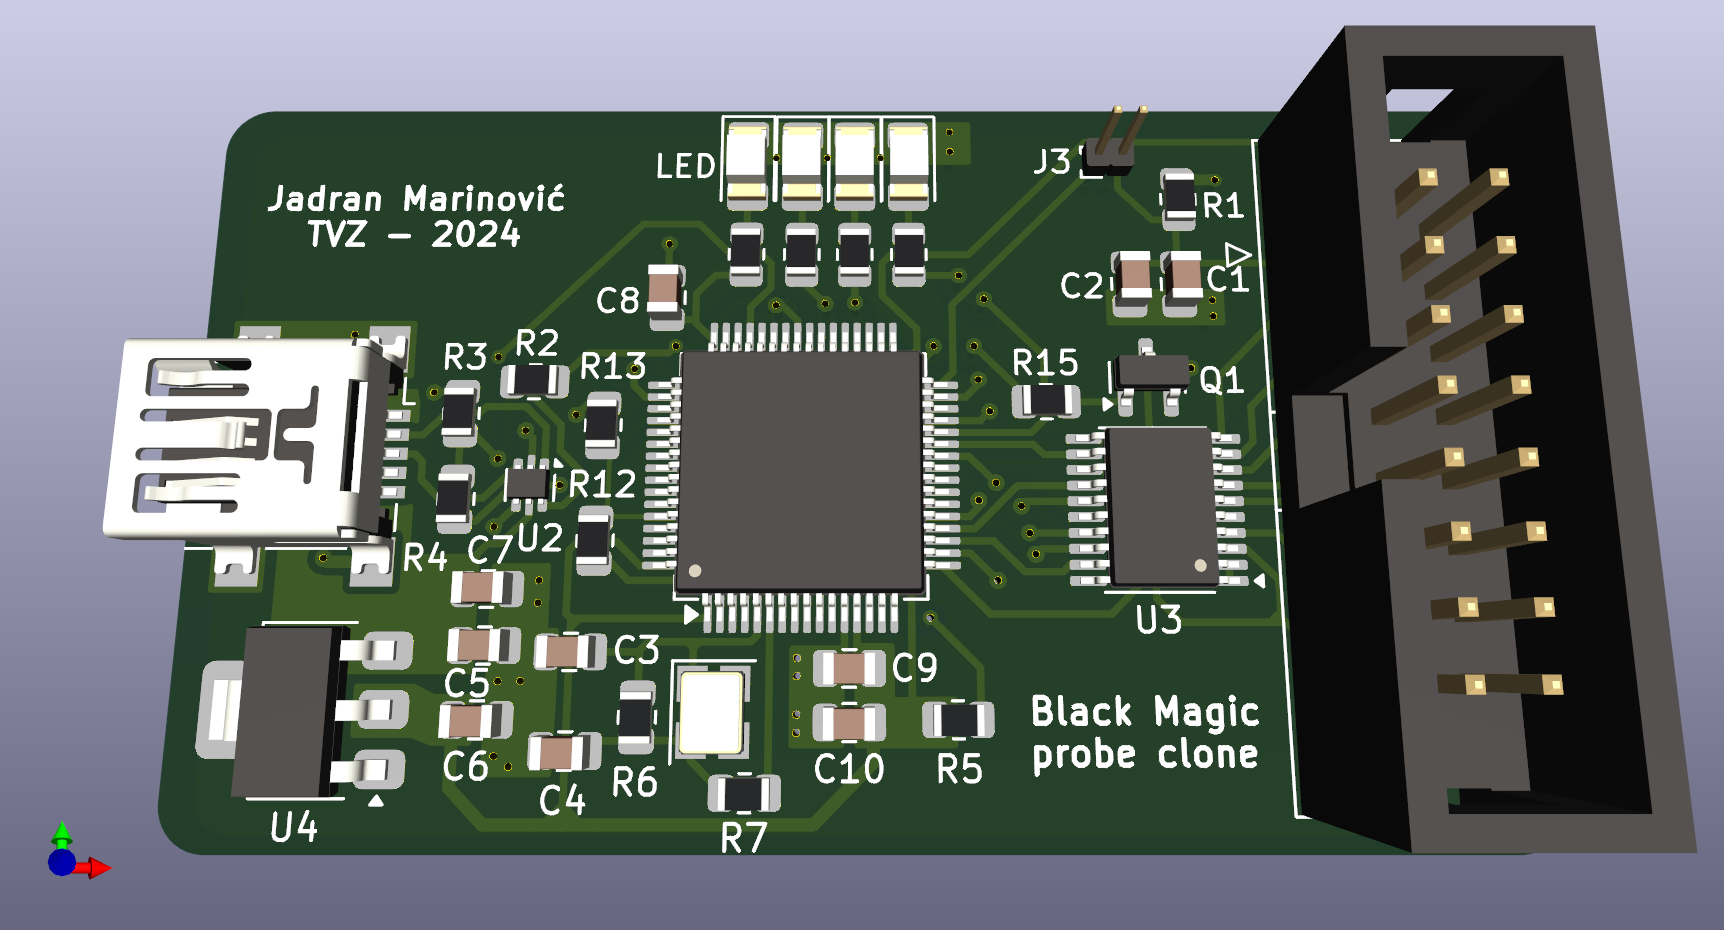 LED
J3
R1
Jadran Marinović
TVZ - 2024
C8
C2
C1
R3
R2
R13
R15
Q1
R12
R4
C7
U2
U3
C3
C5
C9
C6
C4
R6
C10
R5
Black Magic
probe clone
U4
R7